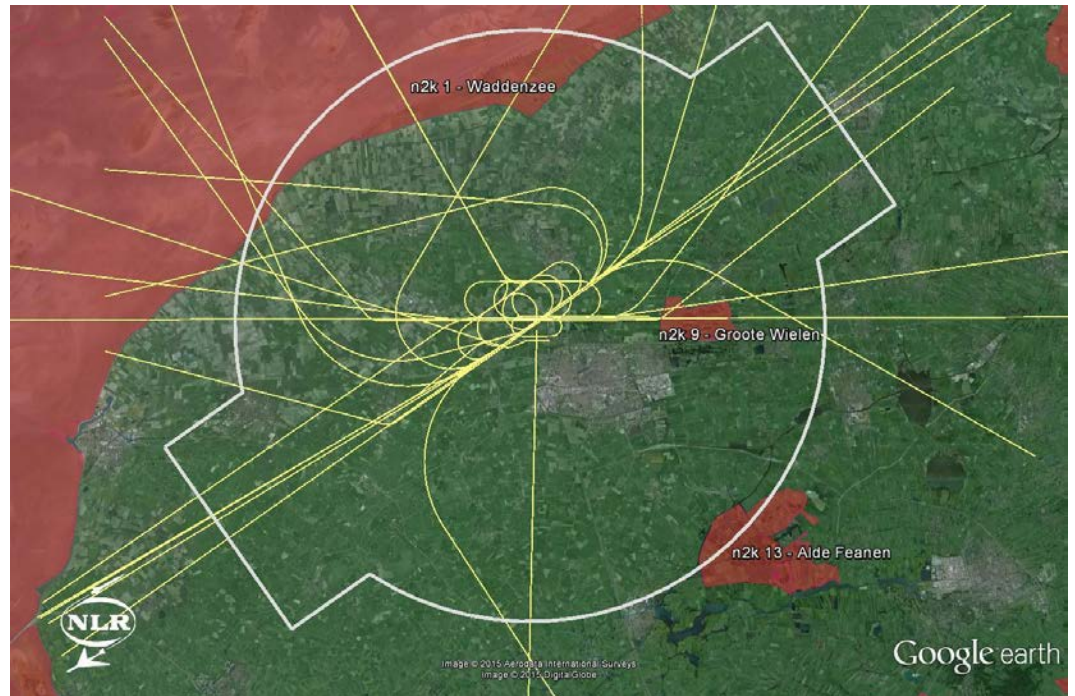 n2k 1 - Waddenzee
n2k 9 - Groote Wielen
n2k 13 - Alde Feanen
NLR
Image © 2015 Aerodata International Surveys
Image © 2015 DigitalGlobe
Google earth